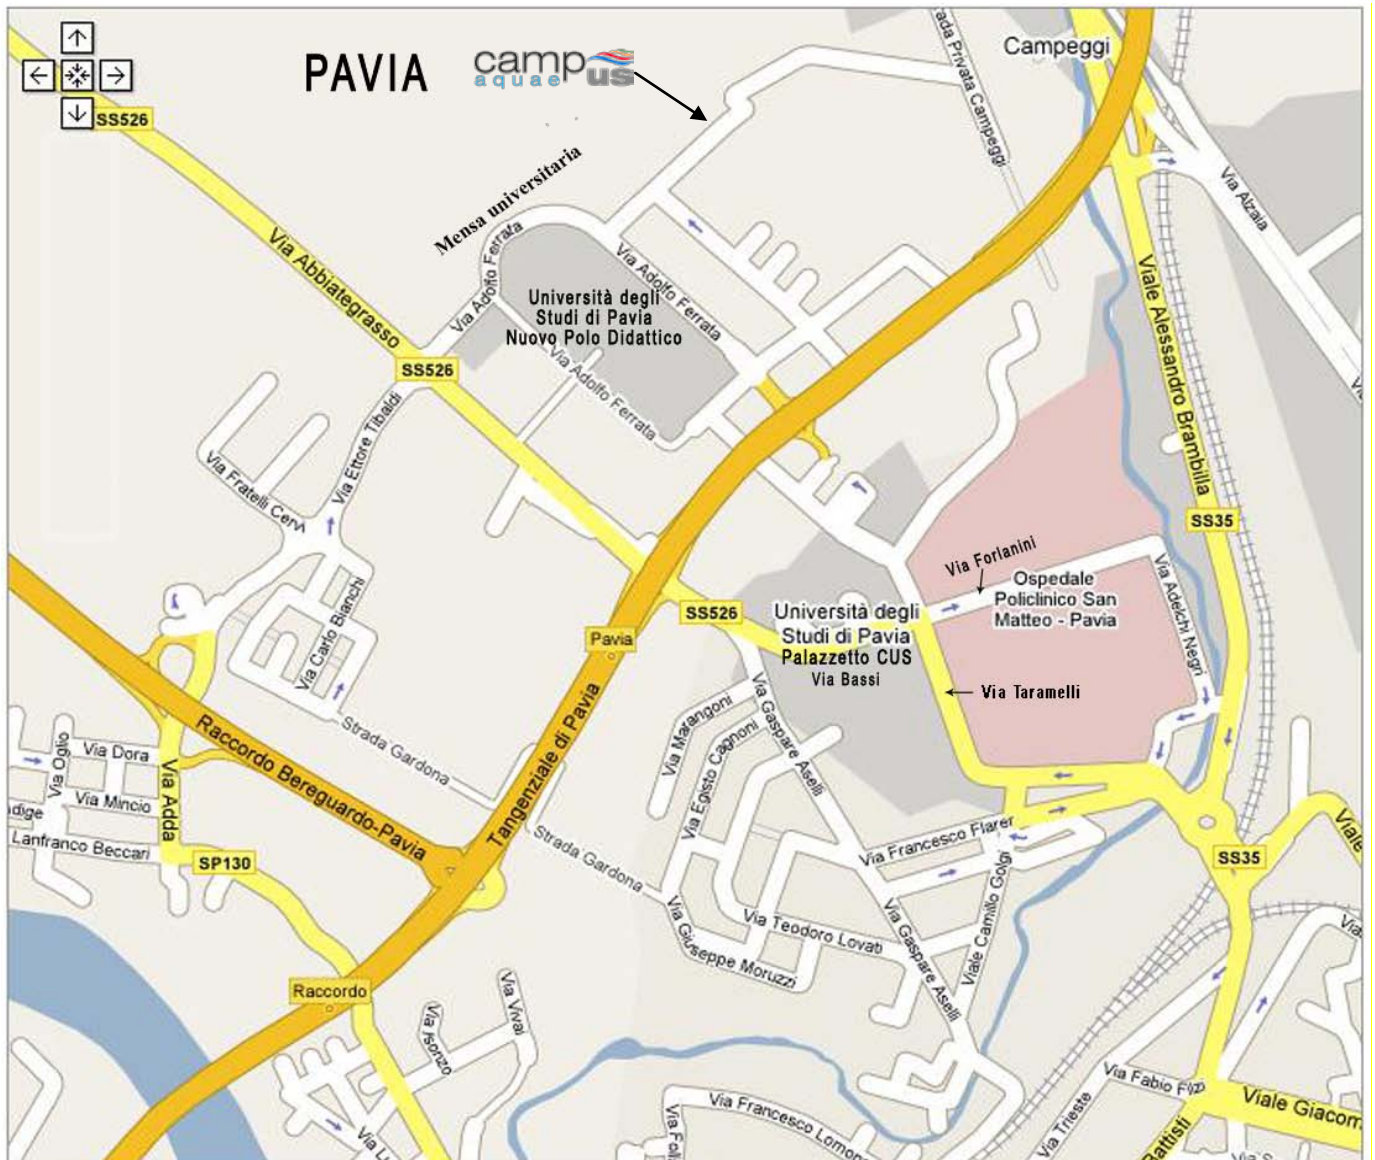 PAVIA
camp
aquae us
Campeggi
SS526
Mensa universitaria
Via Alzaia
Via Abbiategrasso
Via Adolfo Ferrata
Via Adolfo Ferrata
Viale Alessandro Brambilla
Università degli
Studi di Pavia
Nuovo Polo Didattico
Via Adolfo Ferrata
SS526
Via Ettore Tibaldi
Via Fratelli Cervi
SS35
Via Forlanini
Ospedale
Policlinico San
Matteo - Pavia
Via Adelchi Negri
Via Carlo Bianchi
SS526
Università degli
Studi di Pavia
Palazzetto CUS
Via Bassi
Pavia
Via Taramelli
Via Marangoni
Via Gaspare Aselli
Via Egisto Cagnoni
Strada Gardona
Tangenziale di Pavia
Raccordo Bereguardo-Pavia
Via Oglio
Via Dora
Via Mincio
Via Adda
Lanfranco Beccari
SP130
Strada Gardona
Via Francesco Flarer
Viale
SS35
Viale Camillo Golgi
Via Gaspare Aselli
Via Teodoro Lovati
Via Giuseppe Moruzzi
Via
Raccordo
Via Vivai
Via Isonzo
Via Fabio Filzi
Viale Giacom
Via Francesco Lomon
Via Trieste
Battisti